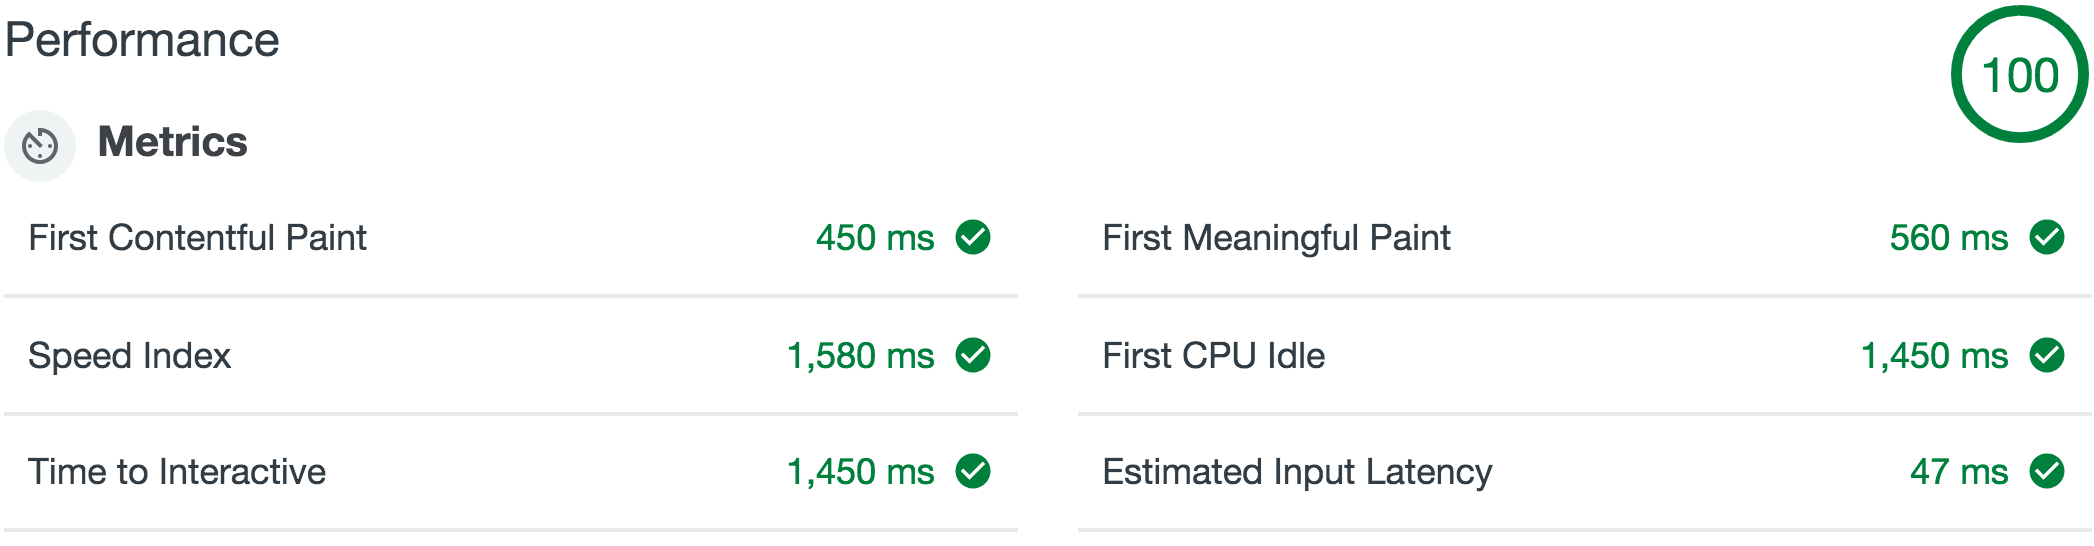 Performance
100
Metrics
First Contentful Paint 450 ms
First Meaningful Paint 560 ms
Speed Index 1,580 ms
First CPU Idle 1,450 ms
Time to Interactive 1,450 ms
Estimated Input Latency 47 ms